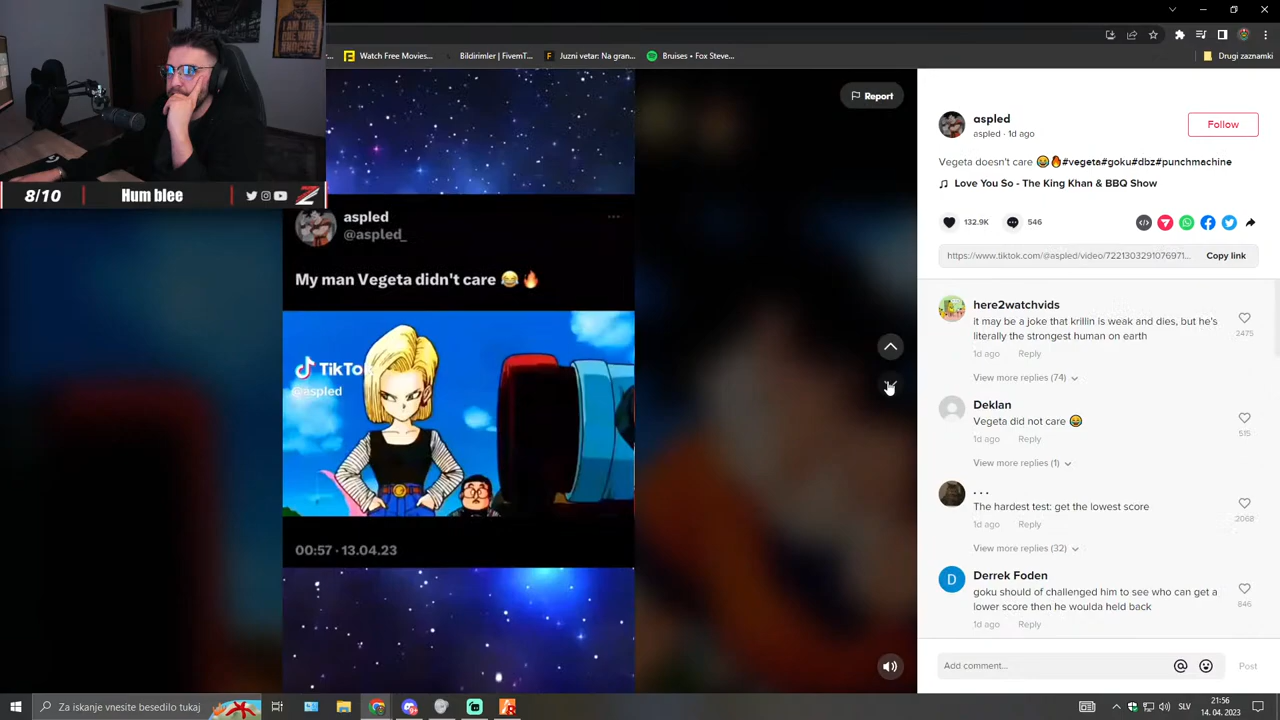 I AM THE
ONE WHO
KNOCKS
Watch Free Movies...
Bildirimler | FivemT...
Juzni vetar: Na gran...
Bruises • Fox Steve...
Drugi zaznamki
Report
8/10
Hum blee
aspled
@aspled_
My man Vegeta didn't care 😂🔥
TikTok
@aspled
00:57 · 13.04.23
aspled
aspled · 1d ago
Follow
Vegeta doesn't care 😂🔥#vegeta#goku#dbz#punchmachine
Love You So - The King Khan & BBQ Show
132.9K
546
https://www.tiktok.com/@aspled/video/7221303291076971...
Copy link
here2watchvids
it may be a joke that krillin is weak and dies, but he's
literally the strongest human on earth
2475
1d ago Reply
View more replies (74)
Deklan
Vegeta did not care 😅
515
1d ago Reply
View more replies (1)
. . .
The hardest test: get the lowest score
2068
1d ago Reply
View more replies (32)
D
Derrek Foden
goku should of challenged him to see who can get a
lower score then he woulda held back
846
1d ago Reply
Add comment...
Post
Za iskanje vnesite besedilo tukaj
SLV
21:56
14. 04. 2023